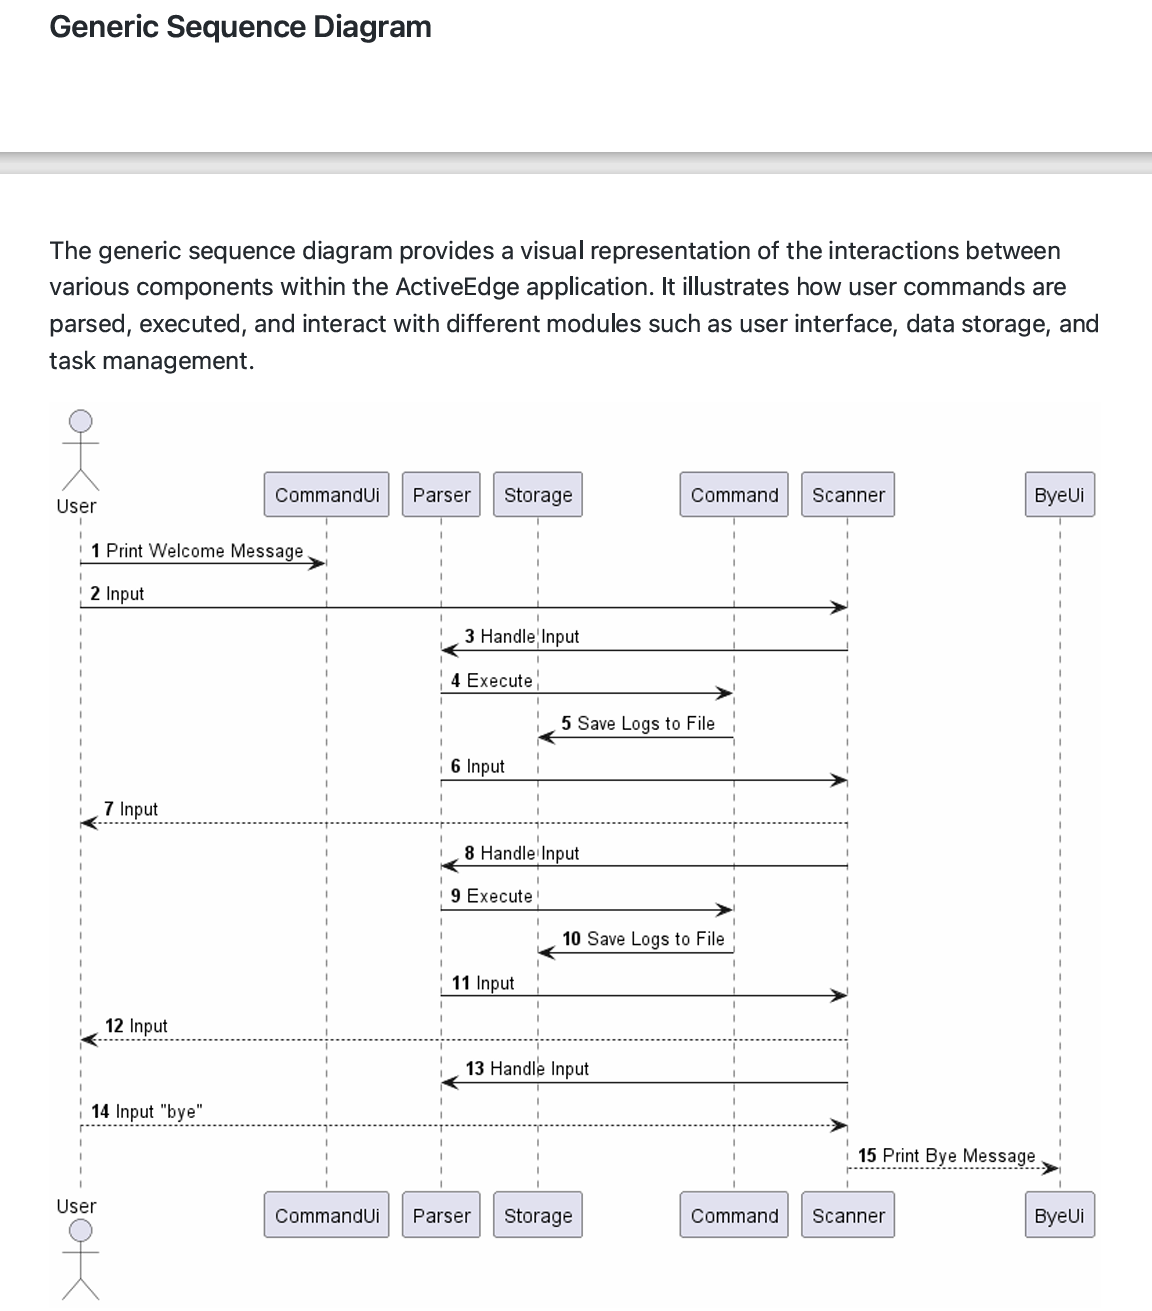 Generic Sequence Diagram
The generic sequence diagram provides a visual representation of the interactions between
various components within the ActiveEdge application. It illustrates how user commands are
parsed, executed, and interact with different modules such as user interface, data storage, and
task management.
User
CommandUi
Parser
Storage
Command
Scanner
ByeUi
1 Print Welcome Message
2 Input
3 Handle Input
4 Execute
5 Save Logs to File
6 Input
7 Input
8 Handle Input
9 Execute
10 Save Logs to File
11 Input
12 Input
13 Handle Input
14 Input "bye"
15 Print Bye Message
User
CommandUi
Parser
Storage
Command
Scanner
ByeUi